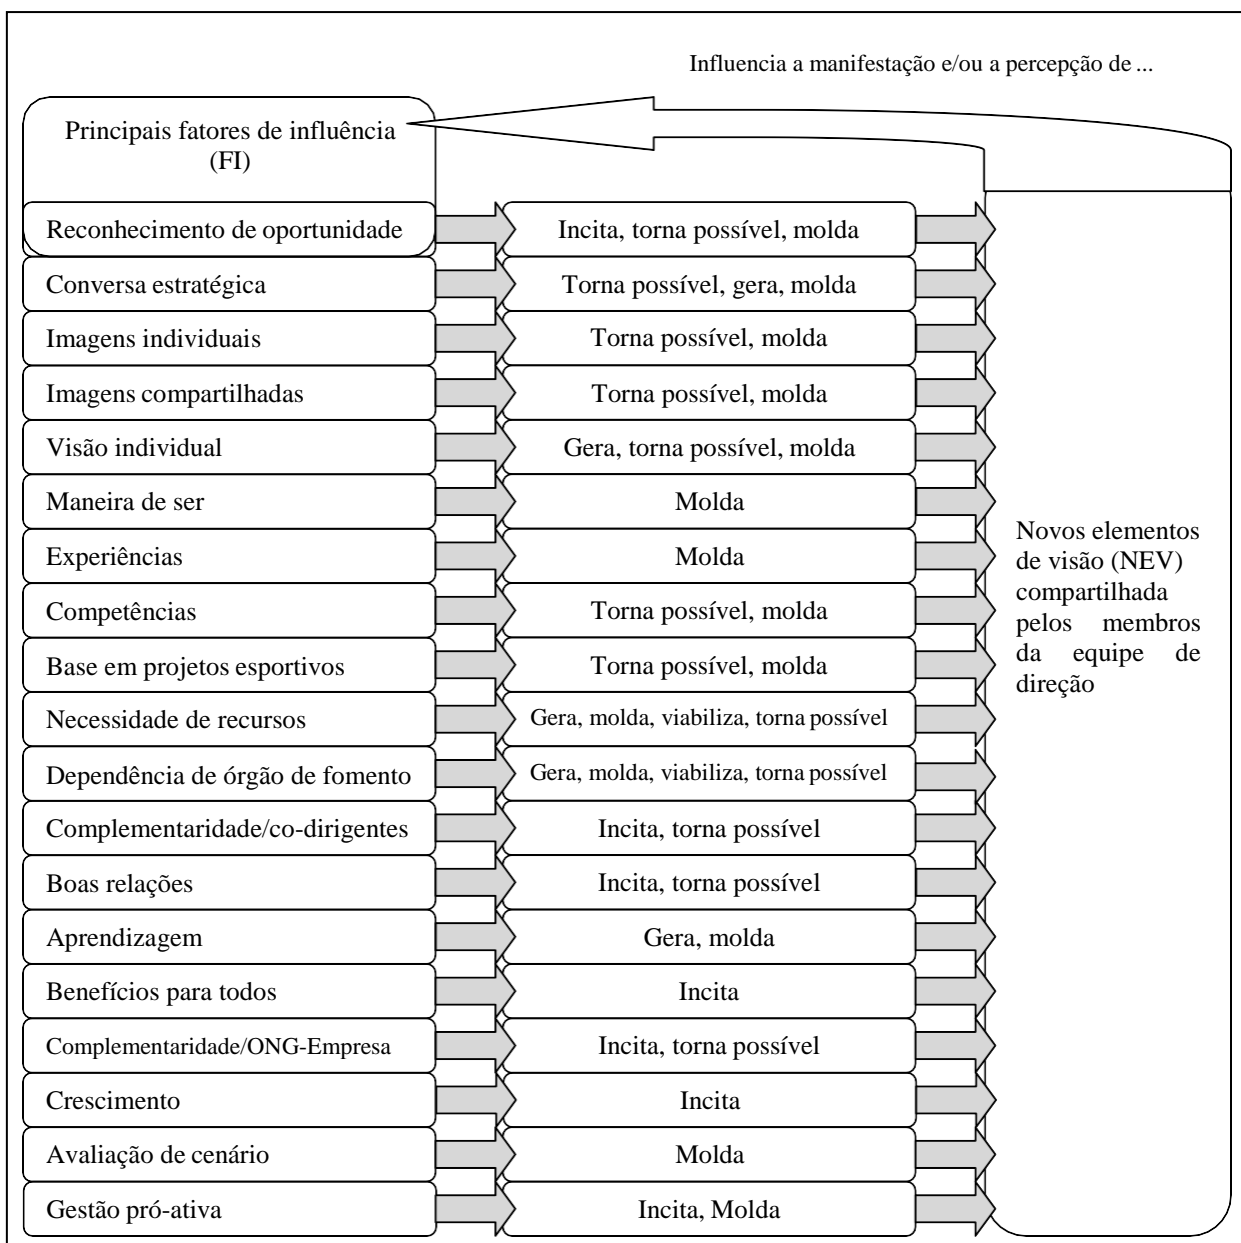 Influencia a manifestação e/ou a percepção de ...
Principais fatores de influência
(FI)
Reconhecimento de oportunidade
Incita, torna possível, molda
Conversa estratégica
Torna possível, gera, molda
Imagens individuais
Torna possível, molda
Imagens compartilhadas
Torna possível, molda
Visão individual
Gera, torna possível, molda
Maneira de ser
Molda
Experiências
Molda
Competências
Torna possível, molda
Base em projetos esportivos
Torna possível, molda
Necessidade de recursos
Gera, molda, viabiliza, torna possível
Dependência de órgão de fomento
Gera, molda, viabiliza, torna possível
Complementaridade/co-dirigentes
Incita, torna possível
Boas relações
Incita, torna possível
Aprendizagem
Gera, molda
Benefícios para todos
Incita
Complementaridade/ONG-Empresa
Incita, torna possível
Crescimento
Incita
Avaliação de cenário
Molda
Gestão pró-ativa
Incita, Molda
Novos elementos
de visão (NEV)
compartilhada
pelos membros
da equipe de
direção